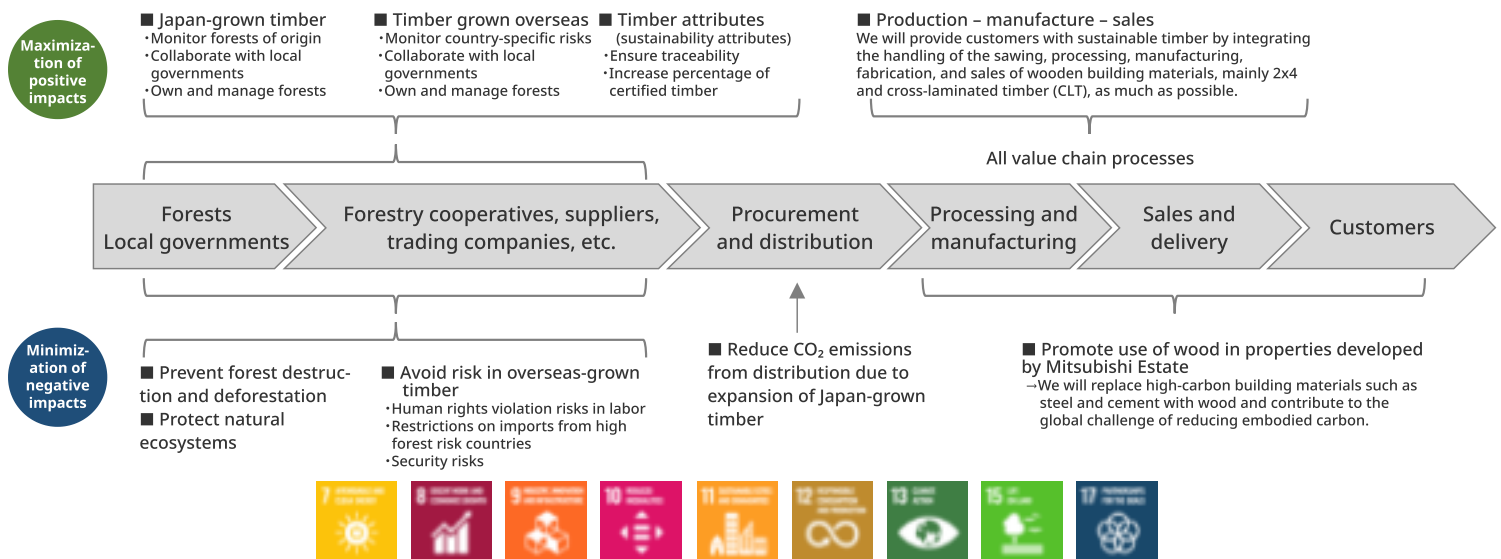 Maximiza-
tion of
positive
impacts
■ Japan-grown timber
・Monitor forests of origin
・Collaborate with local
governments
・Own and manage forests
■ Timber grown overseas
・Monitor country-specific risks
・Collaborate with local
governments
・Own and manage forests
■ Timber attributes
(sustainability attributes)
・Ensure traceability
・Increase percentage of
certified timber
■ Production – manufacture – sales
We will provide customers with sustainable timber by integrating
the handling of the sawing, processing, manufacturing,
fabrication, and sales of wooden building materials, mainly 2x4
and cross-laminated timber (CLT), as much as possible.
All value chain processes
Forests
Local governments
Forestry cooperatives, suppliers,
trading companies, etc.
Procurement
and distribution
Processing and
manufacturing
Sales and
delivery
Customers
Minimiz-
ation of
negative
impacts
■ Prevent forest destruc-
tion and deforestation
■ Protect natural
ecosystems
■ Avoid risk in overseas-grown
timber
・Human rights violation risks in labor
・Restrictions on imports from high
forest risk countries
・Security risks
■ Reduce CO₂ emissions
from distribution due to
expansion of Japan-grown
timber
■ Promote use of wood in properties developed
by Mitsubishi Estate
→We will replace high-carbon building materials such as
steel and cement with wood and contribute to the
global challenge of reducing embodied carbon.
7
8
9
10
11
12
13 CLIMATE
ACTION
15 LIFE
ON LAND
17 PARTNERSHIPS
FOR THE GOALS